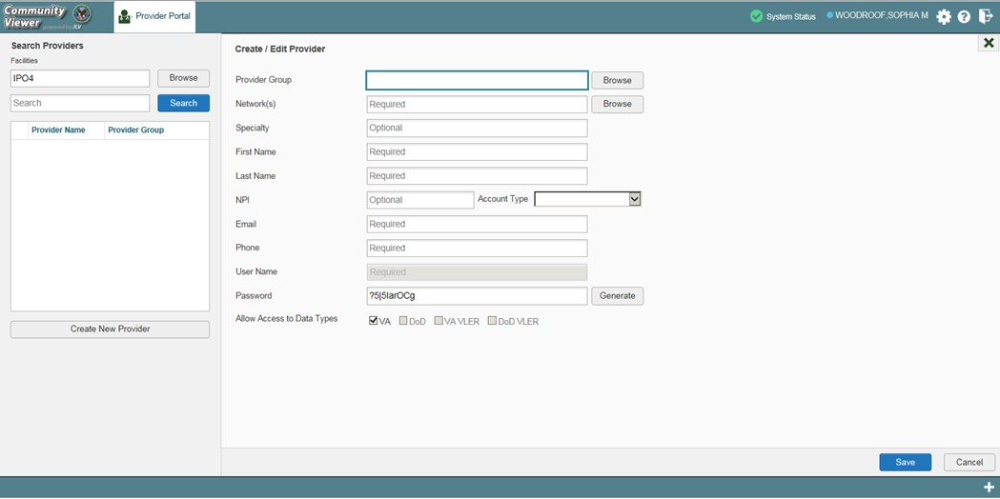 Community Viewer powered by JLV
Provider Portal
System Status
WOODROOF,SOPHIA M
Search Providers
Facilities
IPO4
Browse
Search
Search
Provider Name
Provider Group
Create New Provider
Create / Edit Provider
Provider Group
Browse
Network(s)
Required
Browse
Specialty
Optional
First Name
Required
Last Name
Required
NPI
Optional
Account Type
Email
Required
Phone
Required
User Name
Required
Password
?5|5IarOCg
Generate
Allow Access to Data Types
VA
DoD
VA VLER
DoD VLER
Save
Cancel